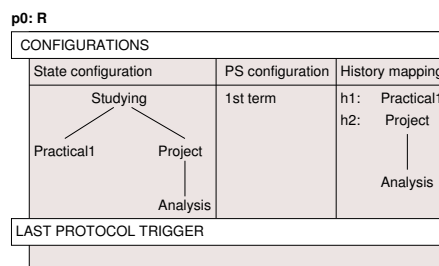 p0: R
CONFIGURATIONS
State configuration PS configuration History mapping
Studying 1st term h1: Practical1
h2: Project
Practical1 Project
Analysis
Analysis
LAST PROTOCOL TRIGGER